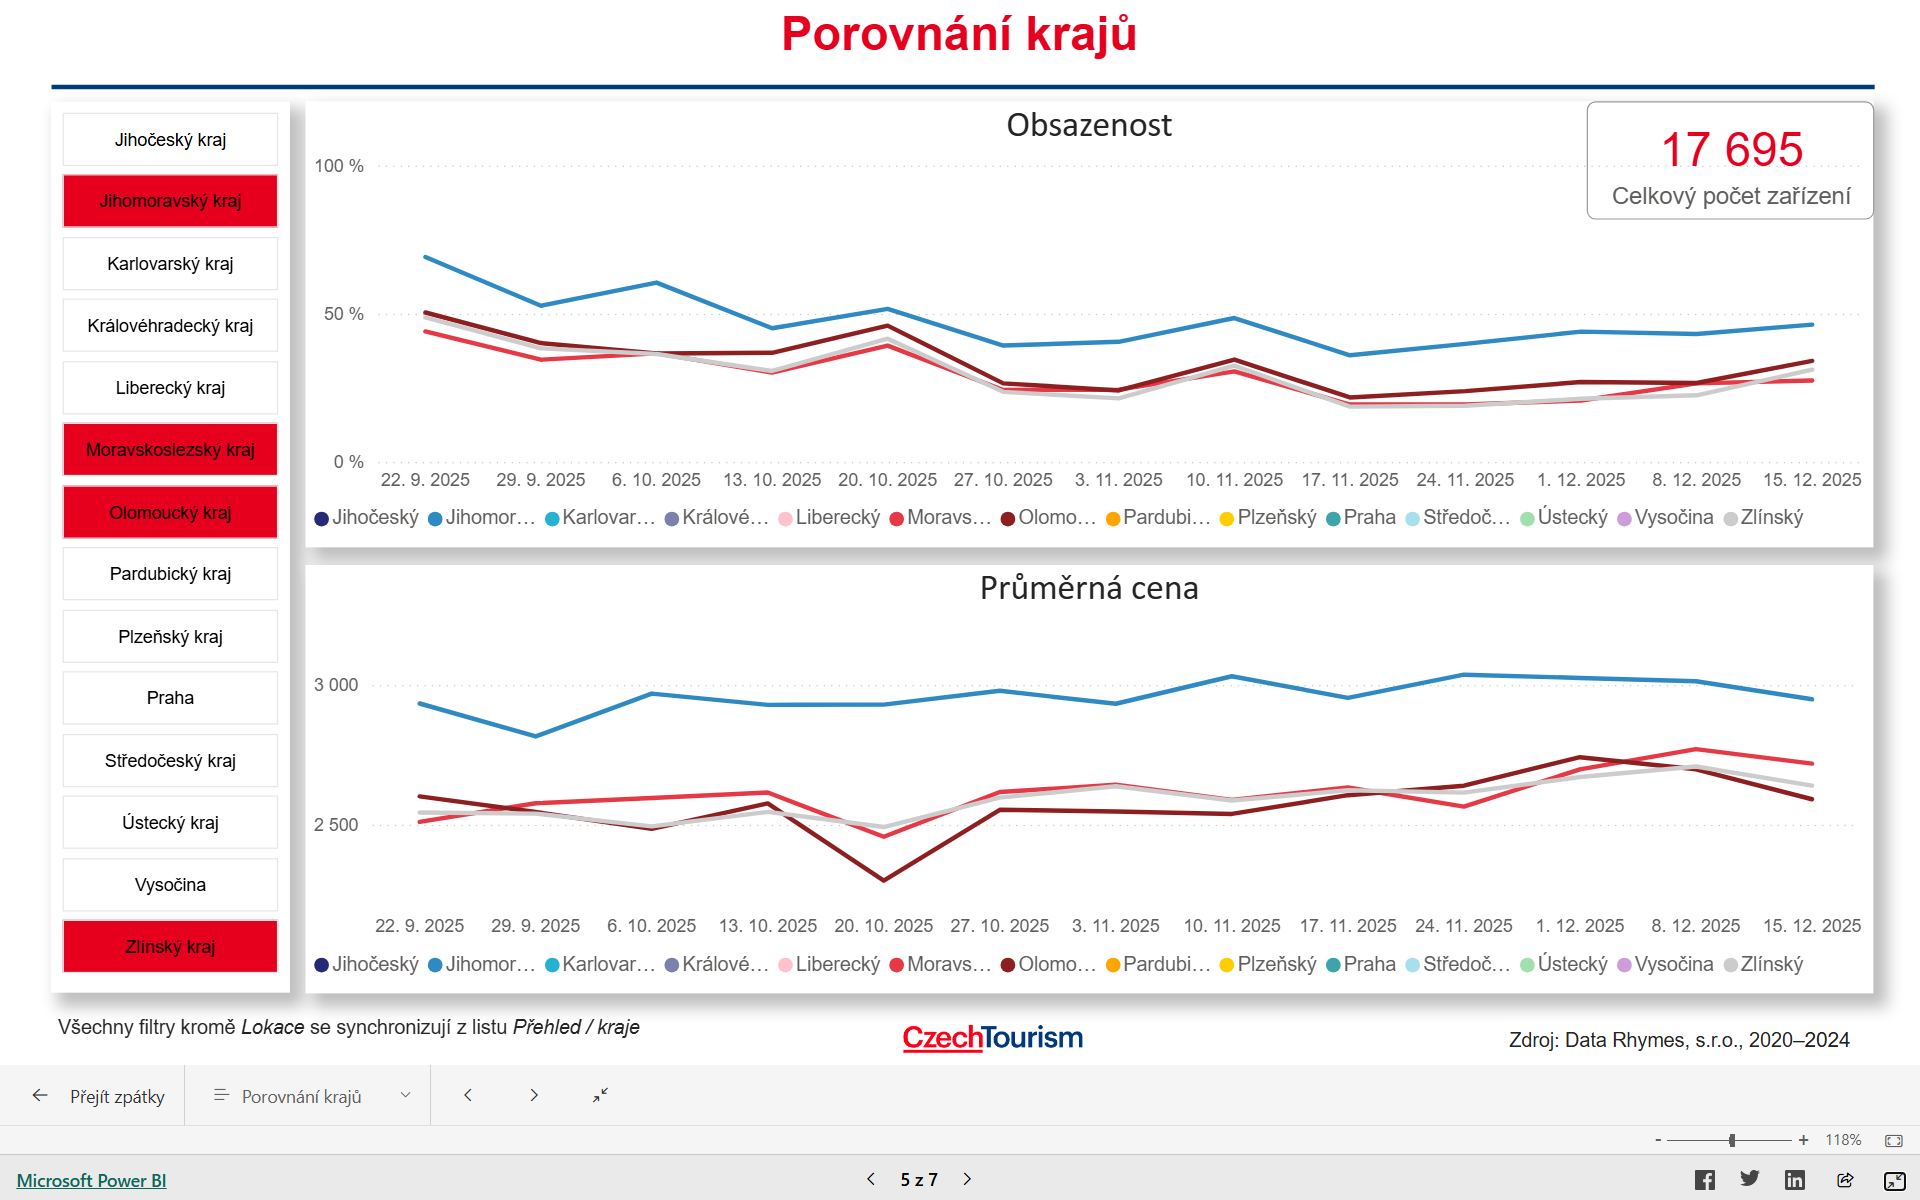 Porovnání krajů
Jihočeský kraj
Jihomoravský kraj
Karlovarský kraj
Královéhradecký kraj
Liberecký kraj
Moravskoslezský kraj
Olomoucký kraj
Pardubický kraj
Plzeňský kraj
Praha
Středočeský kraj
Ústecký kraj
Vysočina
Zlínský kraj
Obsazenost
17 695
Celkový počet zařízení
100 %
50 %
0 %
22. 9. 2025 29. 9. 2025 6. 10. 2025 13. 10. 2025 20. 10. 2025 27. 10. 2025 3. 11. 2025 10. 11. 2025 17. 11. 2025 24. 11. 2025 1. 12. 2025 8. 12. 2025 15. 12. 2025
Jihočeský Jihomor... Karlovar... Králové... Liberecký Moravs... Olomo... Pardubi... Plzeňský Praha Středoč... Ústecký Vysočina Zlínský
Průměrná cena
3 000
2 500
22. 9. 2025 29. 9. 2025 6. 10. 2025 13. 10. 2025 20. 10. 2025 27. 10. 2025 3. 11. 2025 10. 11. 2025 17. 11. 2025 24. 11. 2025 1. 12. 2025 8. 12. 2025 15. 12. 2025
Jihočeský Jihomor... Karlovar... Králové... Liberecký Moravs... Olomo... Pardubi... Plzeňský Praha Středoč... Ústecký Vysočina Zlínský
Všechny filtry kromě Lokace se synchronizují z listu Přehled / kraje
CzechTourism
Zdroj: Data Rhymes, s.r.o., 2020–2024
Přejít zpátky
Porovnání krajů
- + 118%
Microsoft Power BI
5 z 7